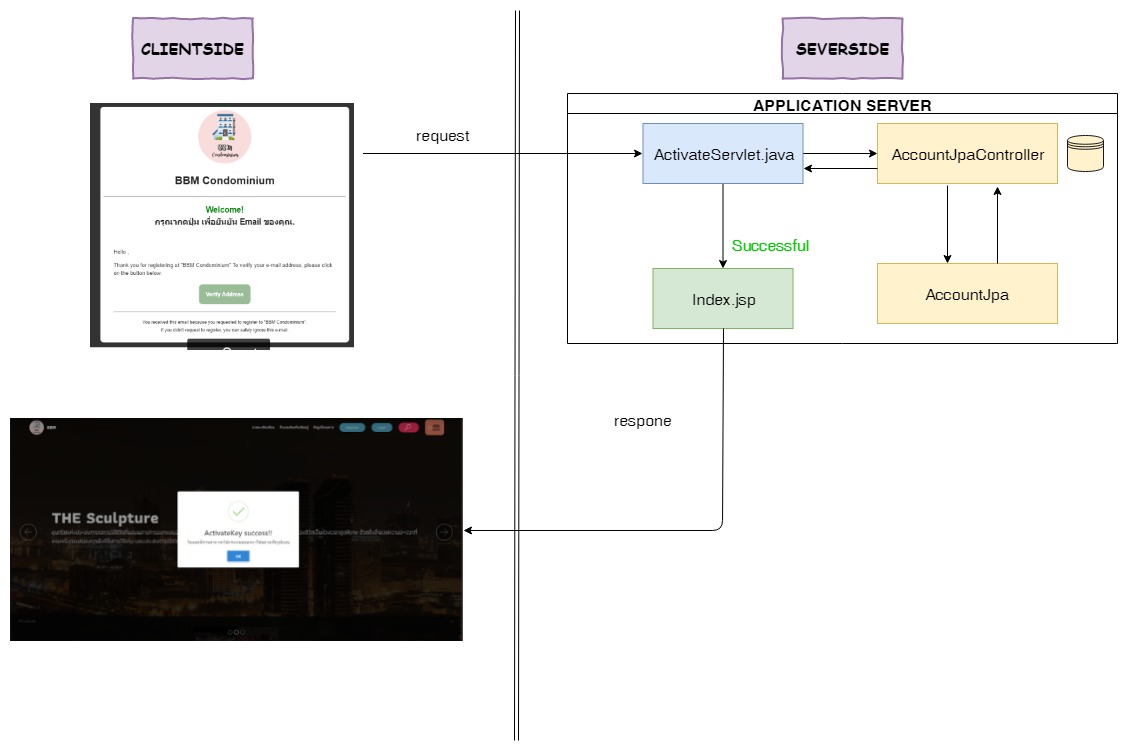 CLIENTSIDE
SEVERSIDE
APPLICATION SERVER
BBM
Condominium
BBM Condominium
Welcome!
กรุณากดปุ่ม เพื่อยืนยัน Email ของคุณ.
Hello ,
Thank you for registering at "BBM Condominium" To verify your e-mail address, please click
on the button below
Verify Address
You received this email because you requested to register to "BBM Condominium".
If you didn't request to register, you can safely ignore this e-mail
request
ActivateServlet.java
AccountJpaController
Successful
Index.jsp
AccountJpa
respone
BBM
THE Sculpture
ActivateKey success!!
OK